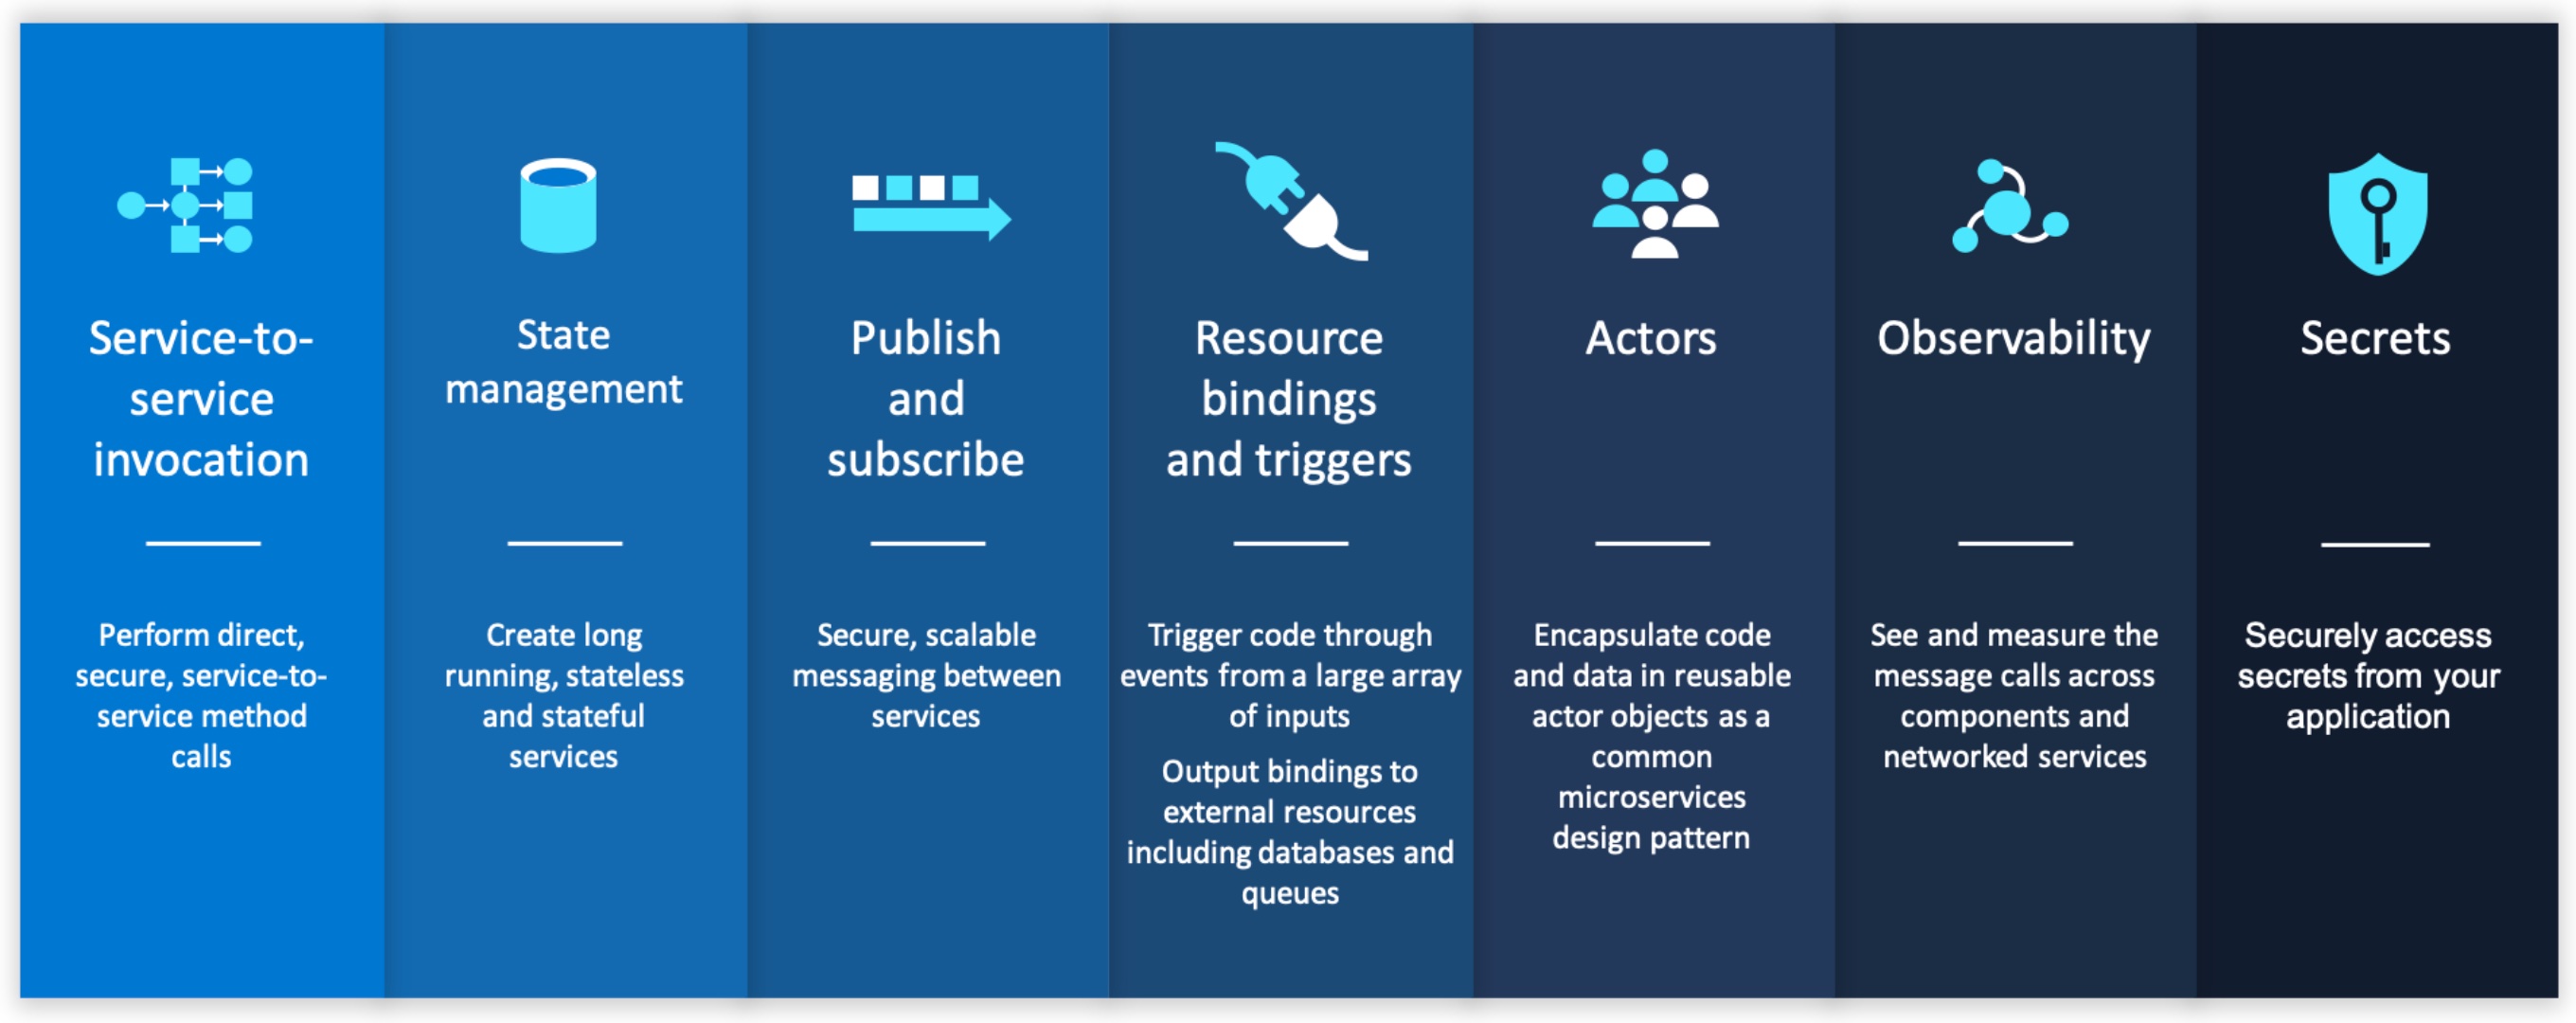 Service-to-
service
invocation
Perform direct,
secure, service-to-
service method
calls
State
management
Create long
running, stateless
and stateful
services
Publish
and
subscribe
Secure, scalable
messaging between
services
Resource
bindings
and triggers
Trigger code through
events from a large array
of inputs
Output bindings to
external resources
including databases and
queues
Actors
Encapsulate code
and data in reusable
actor objects as a
common
microservices
design pattern
Observability
See and measure the
message calls across
components and
networked services
Secrets
Securely access
secrets from your
application